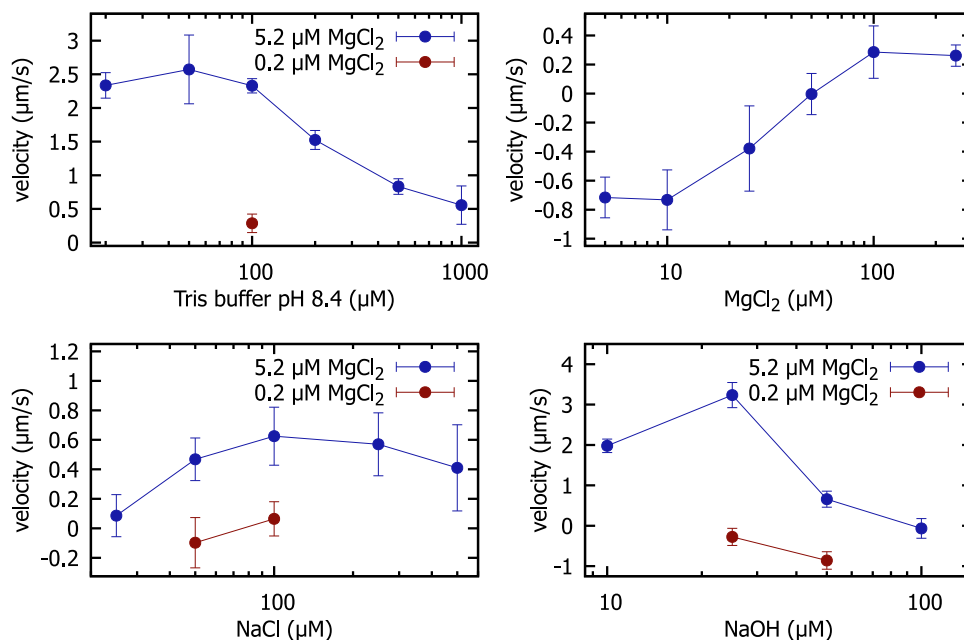 velocity (µm/s)
3
2.5
2
1.5
1
0.5
0
5.2 µM MgCl₂
0.2 µM MgCl₂
100
1000
Tris buffer pH 8.4 (µM)
velocity (µm/s)
0.4
0.2
0
-0.2
-0.4
-0.6
-0.8
-1
10
100
MgCl₂ (µM)
velocity (µm/s)
1.2
1
0.8
0.6
0.4
0.2
0
-0.2
5.2 µM MgCl₂
0.2 µM MgCl₂
100
NaCl (µM)
velocity (µm/s)
4
3
2
1
0
-1
5.2 µM MgCl₂
0.2 µM MgCl₂
10
100
NaOH (µM)